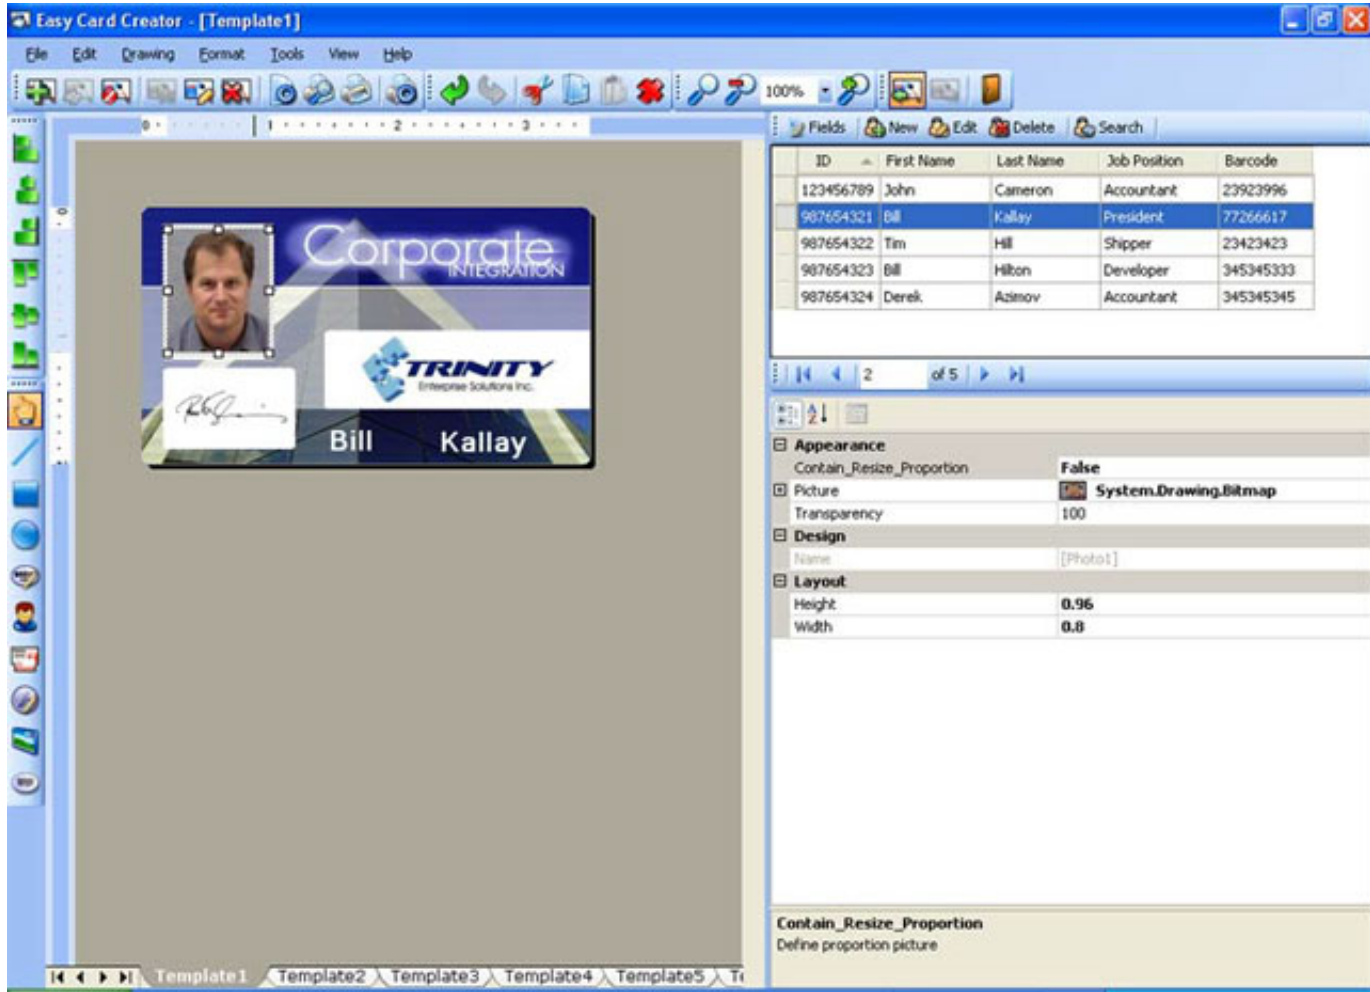 Easy Card Creator - [Template1]
File Edit Drawing Format Tools View Help
100%
0 1 2 3
Fields New Edit Delete Search
ID First Name Last Name Job Position Barcode
123456789 John Cameron Accountant 23923996
987654321 Bill Kallay President 77266617
987654322 Tim Hill Shipper 23423423
987654323 Bill Hilton Developer 345345333
987654324 Derek Azimov Accountant 345345345
2 of 5
Corporate
INTEGRATION
TRINITY
Enterprise Solutions Inc.
Bill Kallay
Appearance
Contain_Resize_Proportion False
Picture System.Drawing.Bitmap
Transparency 100
Design
Name [Photo1]
Layout
Height 0.96
Width 0.8
Contain_Resize_Proportion
Define proportion picture
Template1 Template2 Template3 Template4 Template5